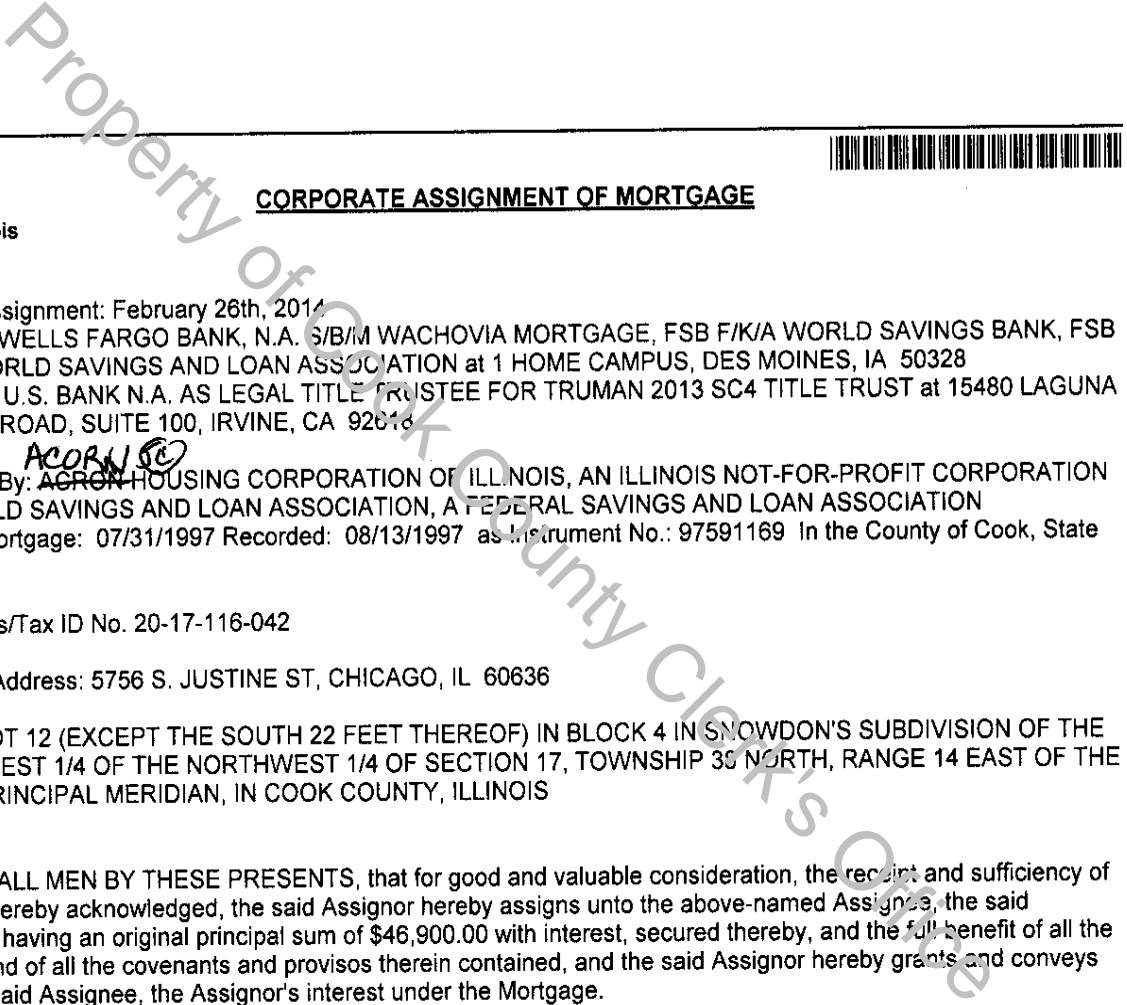 Property of Cook County Clerk's Office
CORPORATE ASSIGNMENT OF MORTGAGE
is
signment: February 26th, 2014
WELLS FARGO BANK, N.A. S/B/M WACHOVIA MORTGAGE, FSB F/K/A WORLD SAVINGS BANK, FSB
RLD SAVINGS AND LOAN ASSOCIATION at 1 HOME CAMPUS, DES MOINES, IA 50328
U.S. BANK N.A. AS LEGAL TITLE TRUSTEE FOR TRUMAN 2013 SC4 TITLE TRUST at 15480 LAGUNA
ROAD, SUITE 100, IRVINE, CA 92618
ACORN SC
By: ACRON HOUSING CORPORATION OF ILLINOIS, AN ILLINOIS NOT-FOR-PROFIT CORPORATION
LD SAVINGS AND LOAN ASSOCIATION, A FEDERAL SAVINGS AND LOAN ASSOCIATION
ortgage: 07/31/1997 Recorded: 08/13/1997 as Instrument No.: 97591169 In the County of Cook, State
s/Tax ID No. 20-17-116-042
Address: 5756 S. JUSTINE ST, CHICAGO, IL 60636
OT 12 (EXCEPT THE SOUTH 22 FEET THEREOF) IN BLOCK 4 IN SNOWDON'S SUBDIVISION OF THE
EST 1/4 OF THE NORTHWEST 1/4 OF SECTION 17, TOWNSHIP 38 NORTH, RANGE 14 EAST OF THE
RINCIPAL MERIDIAN, IN COOK COUNTY, ILLINOIS
ALL MEN BY THESE PRESENTS, that for good and valuable consideration, the receipt and sufficiency of
ereby acknowledged, the said Assignor hereby assigns unto the above-named Assignee, the said
having an original principal sum of $46,900.00 with interest, secured thereby, and the full benefit of all the
nd of all the covenants and provisos therein contained, and the said Assignor hereby grants and conveys
aid Assignee, the Assignor's interest under the Mortgage.